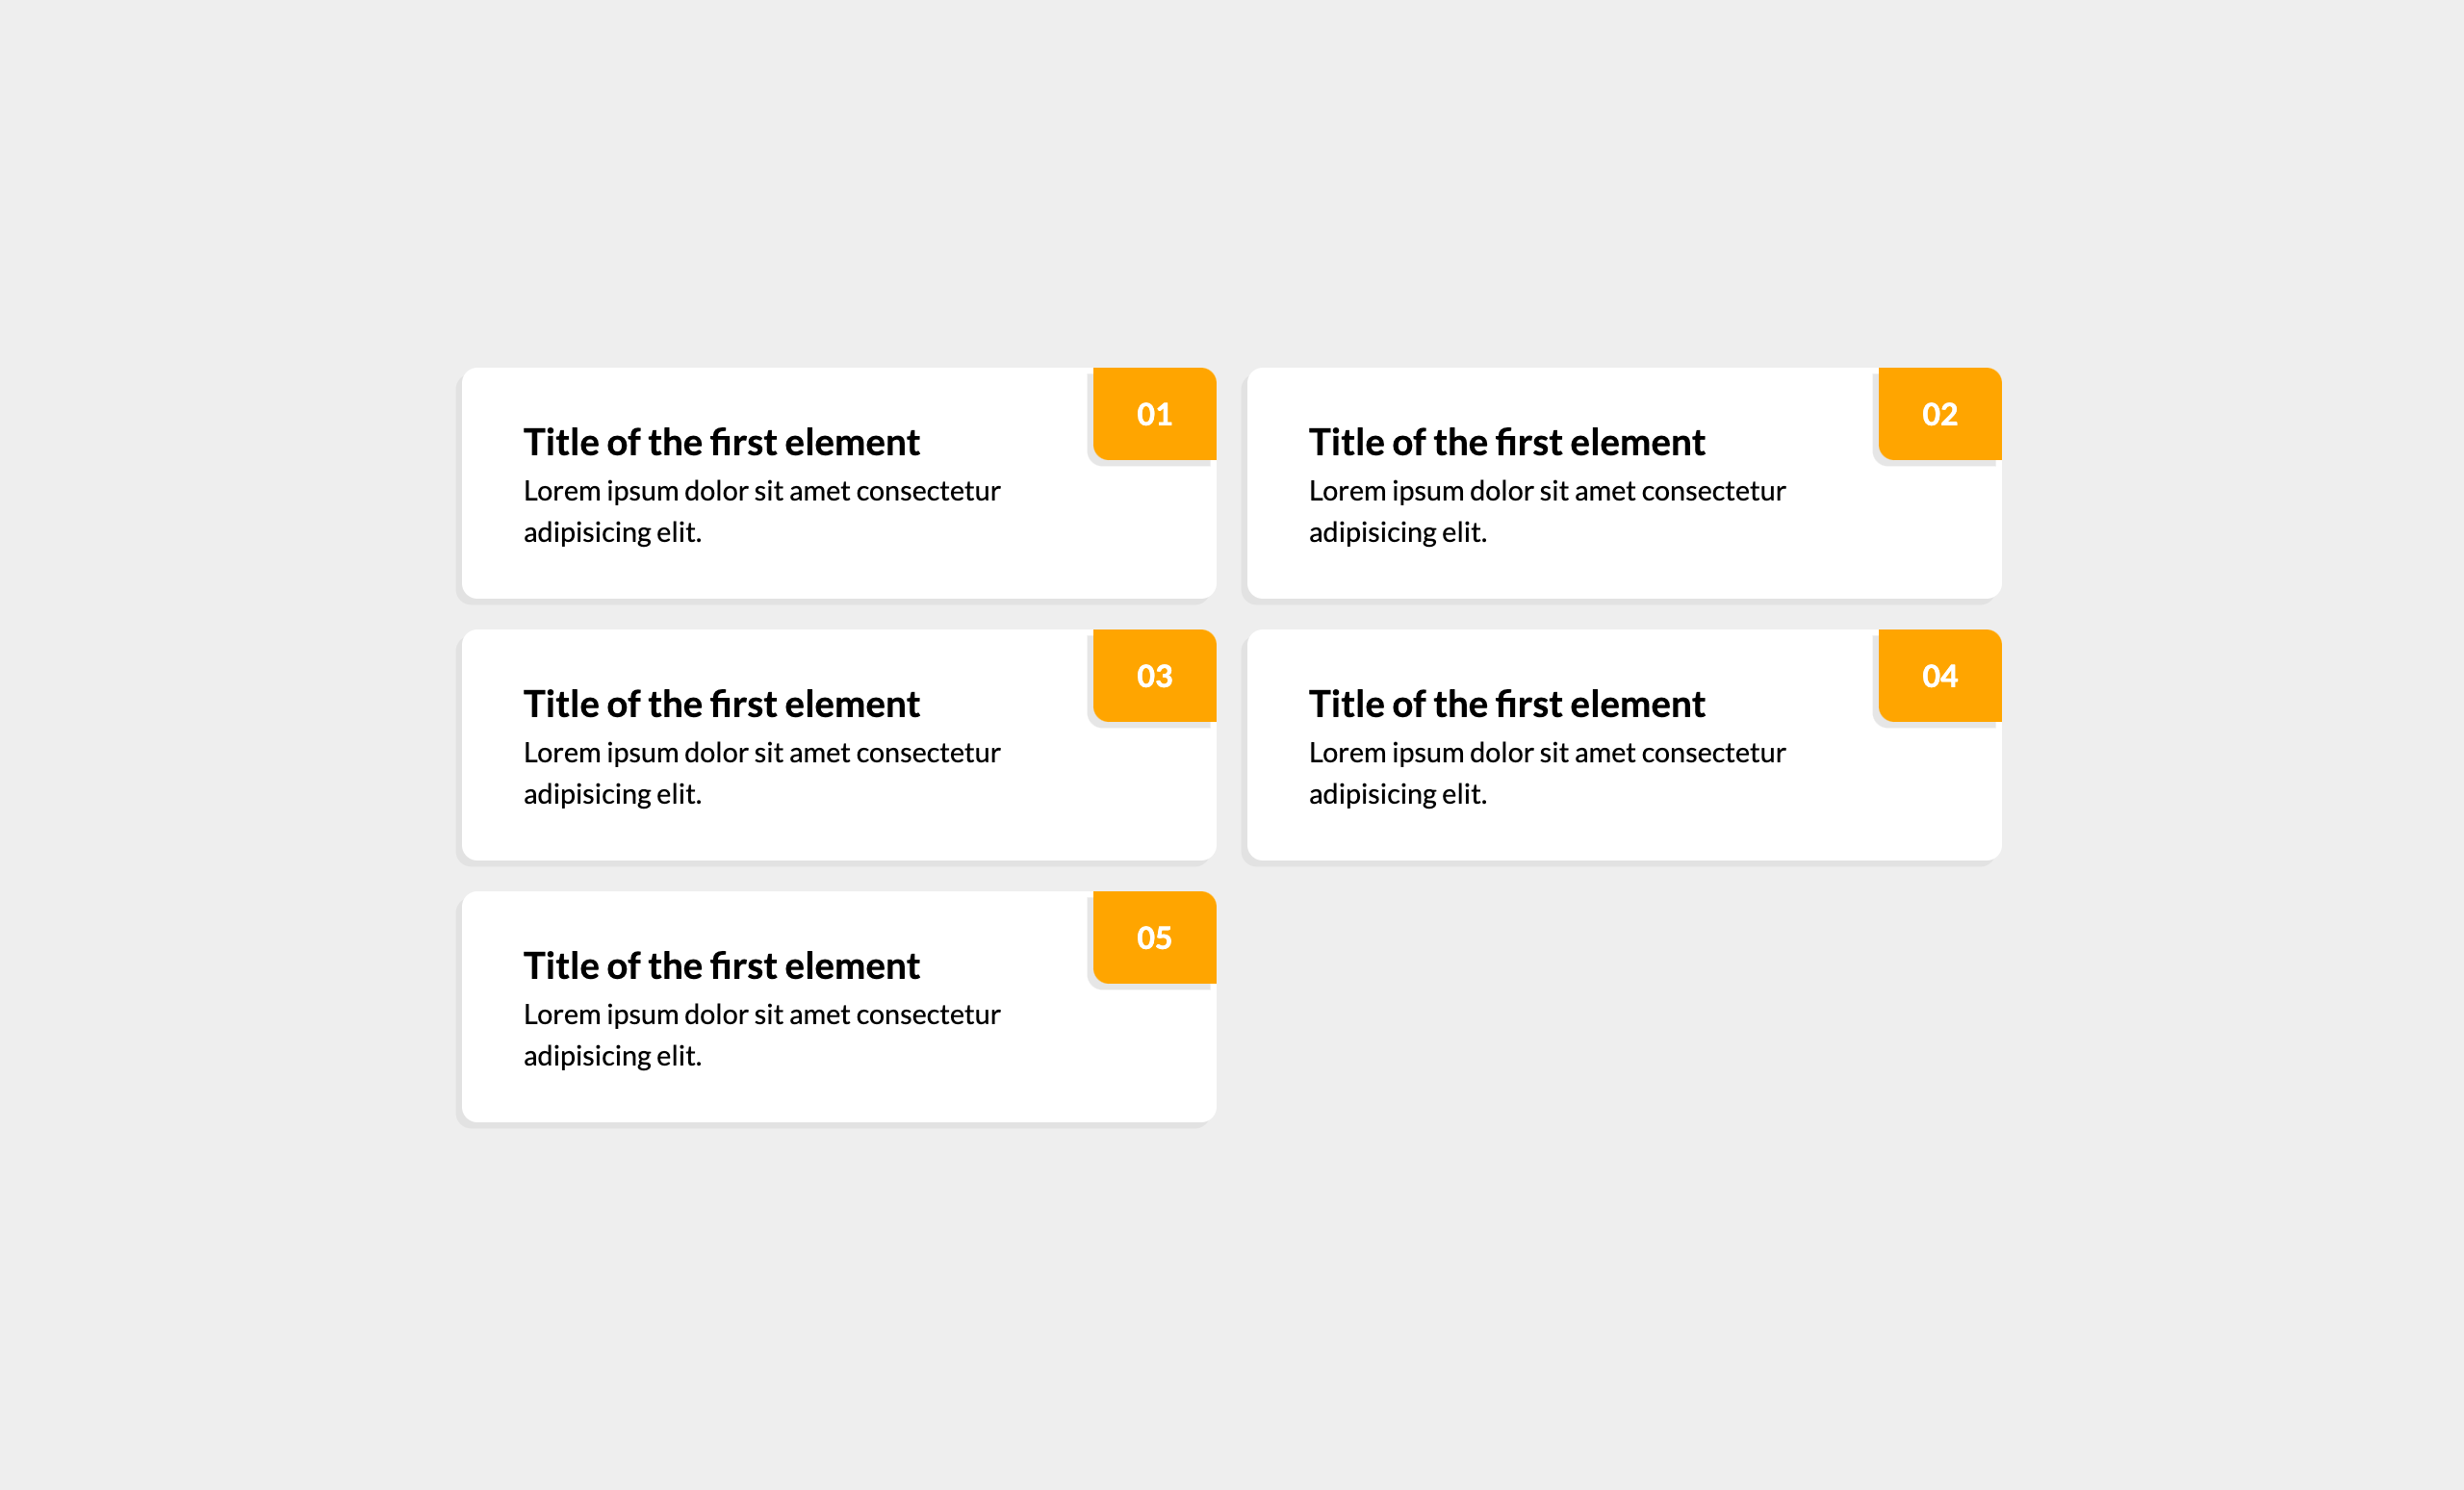 01
Title of the first element
Lorem ipsum dolor sit amet consectetur
adipisicing elit.
02
Title of the first element
Lorem ipsum dolor sit amet consectetur
adipisicing elit.
03
Title of the first element
Lorem ipsum dolor sit amet consectetur
adipisicing elit.
04
Title of the first element
Lorem ipsum dolor sit amet consectetur
adipisicing elit.
05
Title of the first element
Lorem ipsum dolor sit amet consectetur
adipisicing elit.